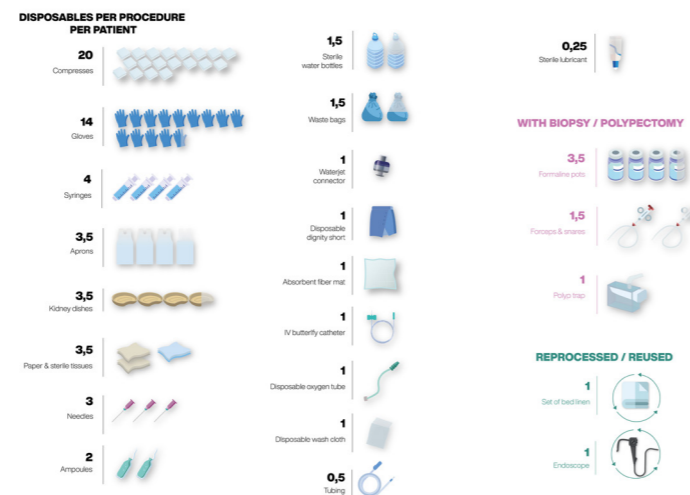 DISPOSABLES PER PROCEDURE
PER PATIENT
20
Compresses
14
Gloves
4
Syringes
3,5
Aprons
3,5
Kidney dishes
3,5
Paper & sterile tissues
3
Needles
2
Ampoules
1,5
Sterile
water bottles
1,5
Waste bags
1
Waterjet
connector
1
Disposable
dignity short
1
Absorbent fiber mat
1
IV butterfly catheter
1
Disposable oxygen tube
1
Disposable wash cloth
0,5
Tubing
0,25
Sterile lubricant
WITH BIOPSY / POLYPECTOMY
3,5
Formaline pots
1,5
Forceps & snares
1
Polyp trap
REPROCESSED / REUSED
1
Set of bed linen
1
Endoscope